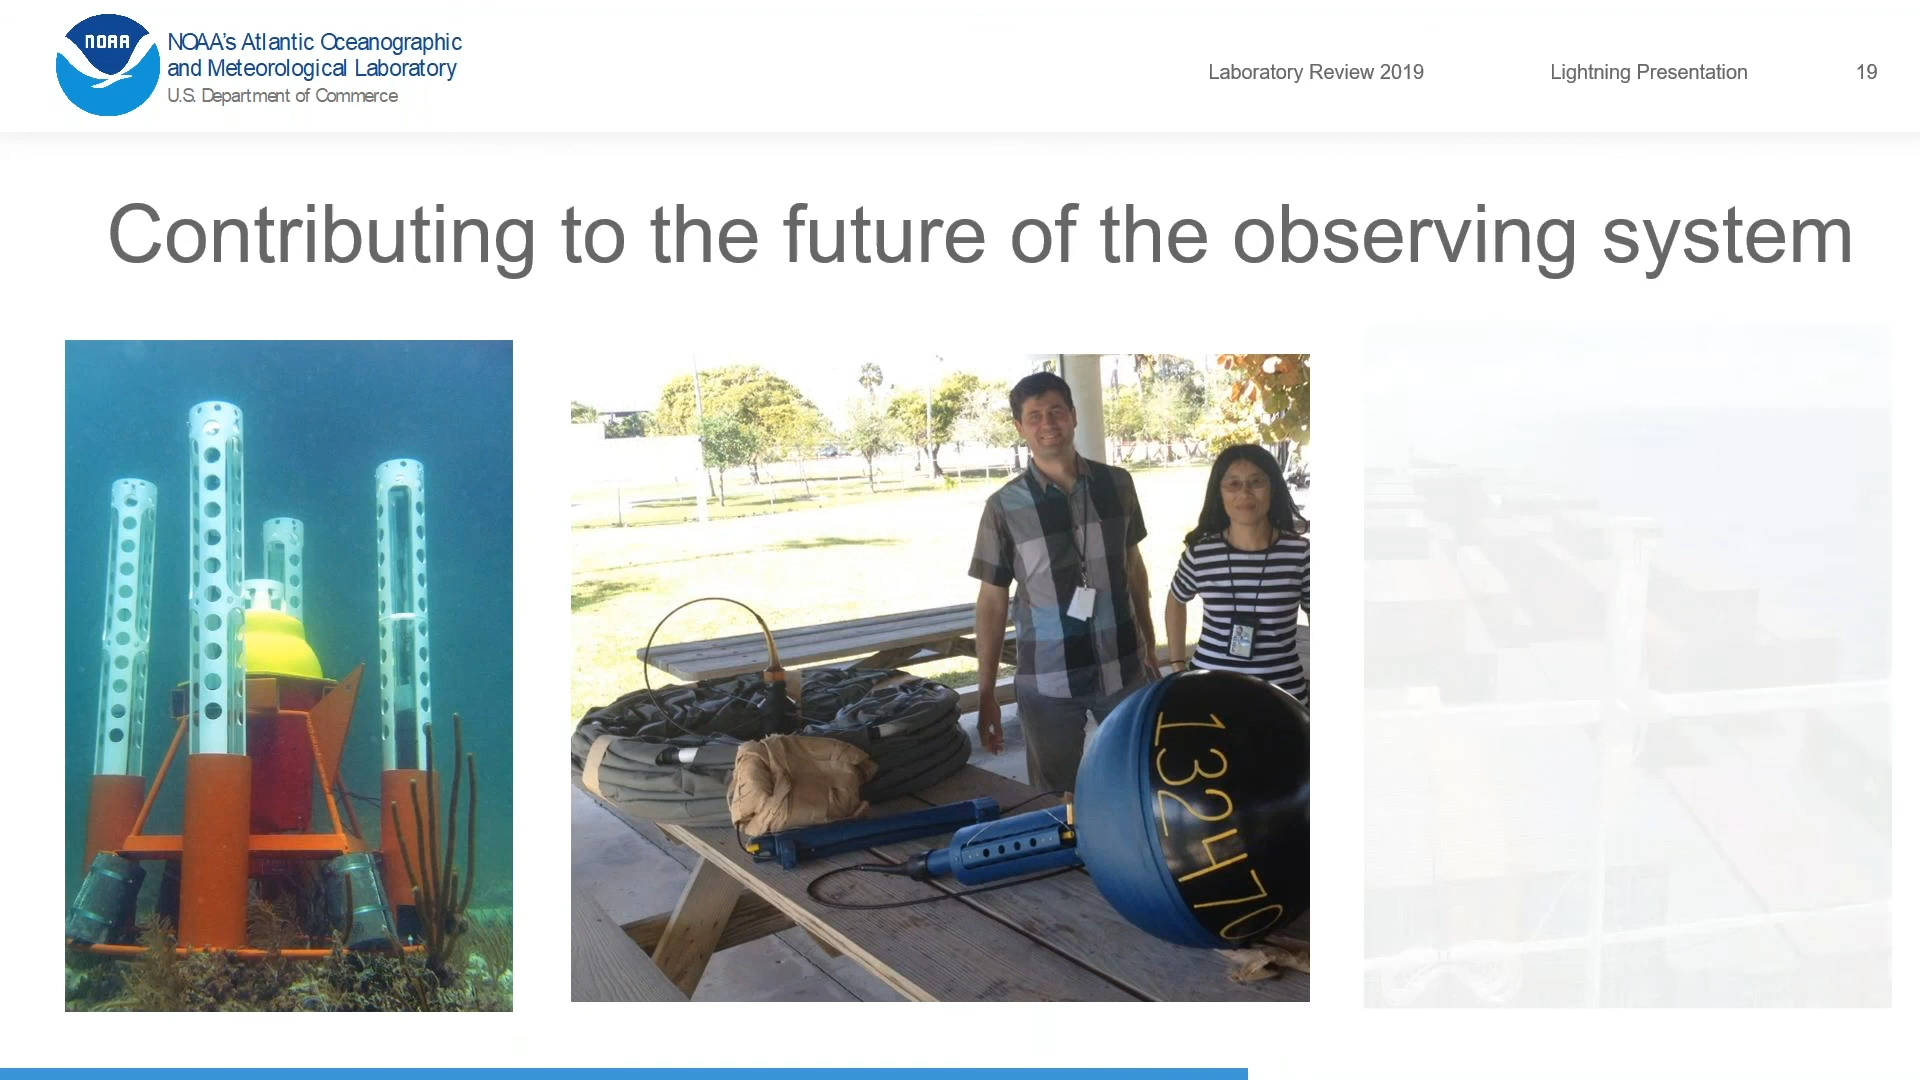 NOAA
NOAA's Atlantic Oceanographic
and Meteorological Laboratory
U.S. Department of Commerce
Laboratory Review 2019
Lightning Presentation
19
Contributing to the future of the observing system
132470